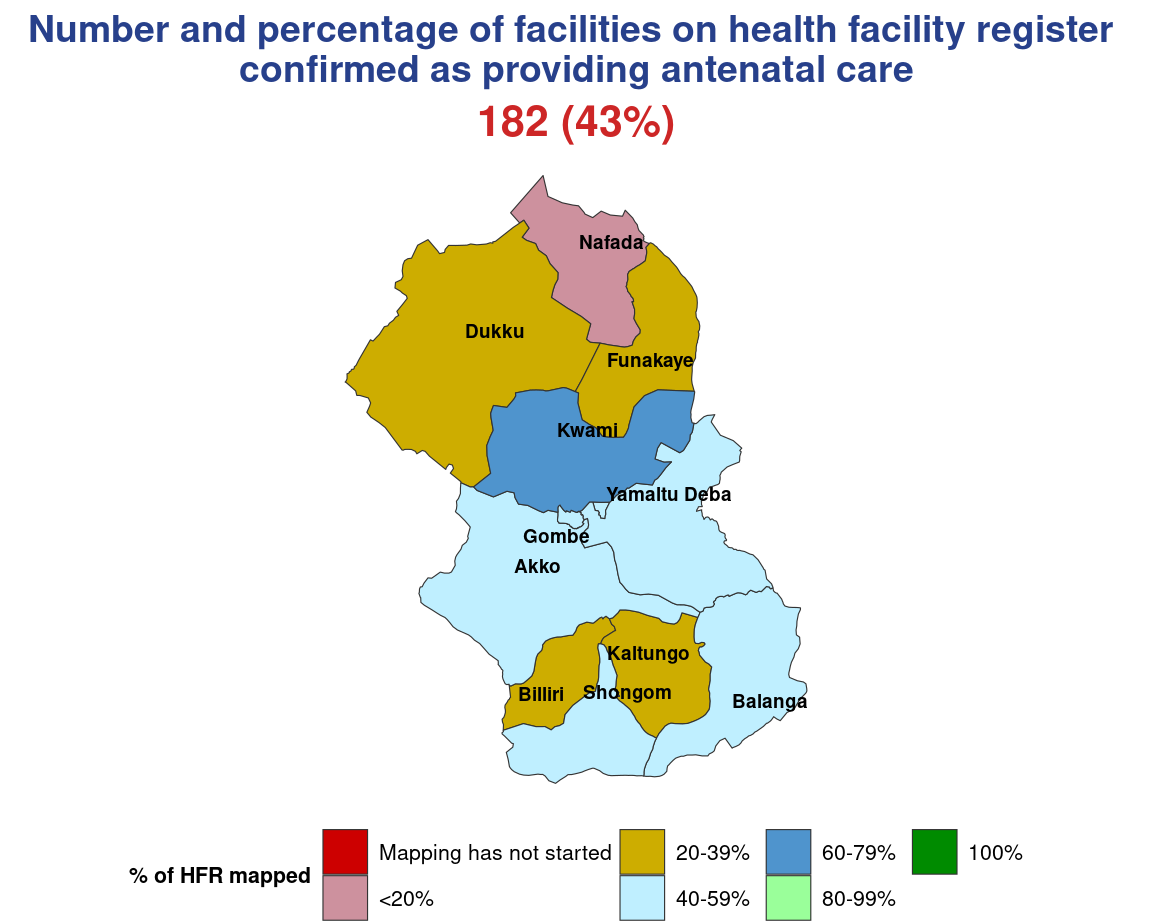 Number and percentage of facilities on health facility register
confirmed as providing antenatal care
182 (43%)
Nafada
Dukku
Funakaye
Kwami
Yamaltu Deba
Gombe
Akko
Kaltungo
Shongom
Billiri
Balanga
% of HFR mapped
Mapping has not started
<20%
20-39%
40-59%
60-79%
80-99%
100%